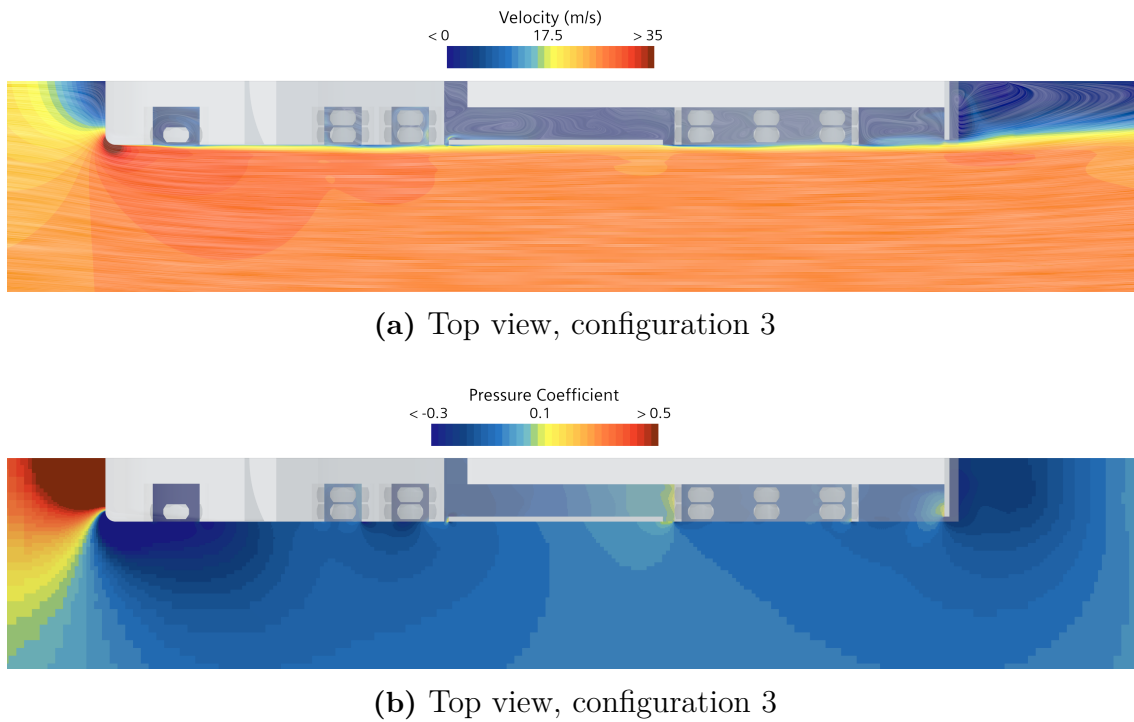 Velocity (m/s)
< 0 17.5 > 35
(a) Top view, configuration 3
Pressure Coefficient
< -0.3 0.1 > 0.5
(b) Top view, configuration 3